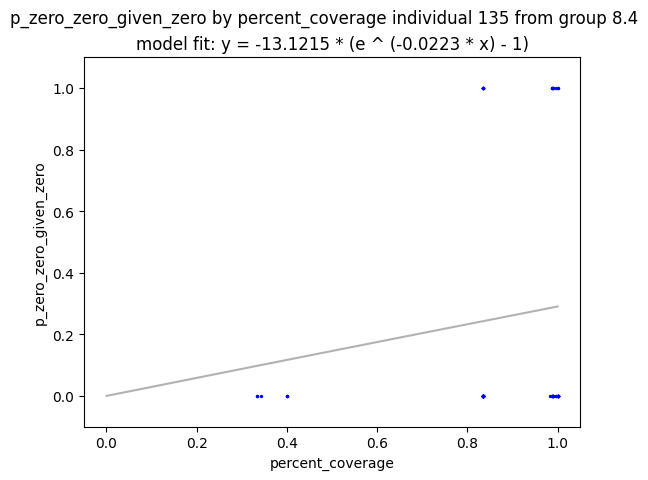 p_zero_zero_given_zero by percent_coverage individual 135 from group 8.4
model fit: y = -13.1215 * (e ^ (-0.0223 * x) - 1)
1.0
0.8
0.6
0.4
0.2
0.0
p_zero_zero_given_zero
0.0 0.2 0.4 0.6 0.8 1.0
percent_coverage